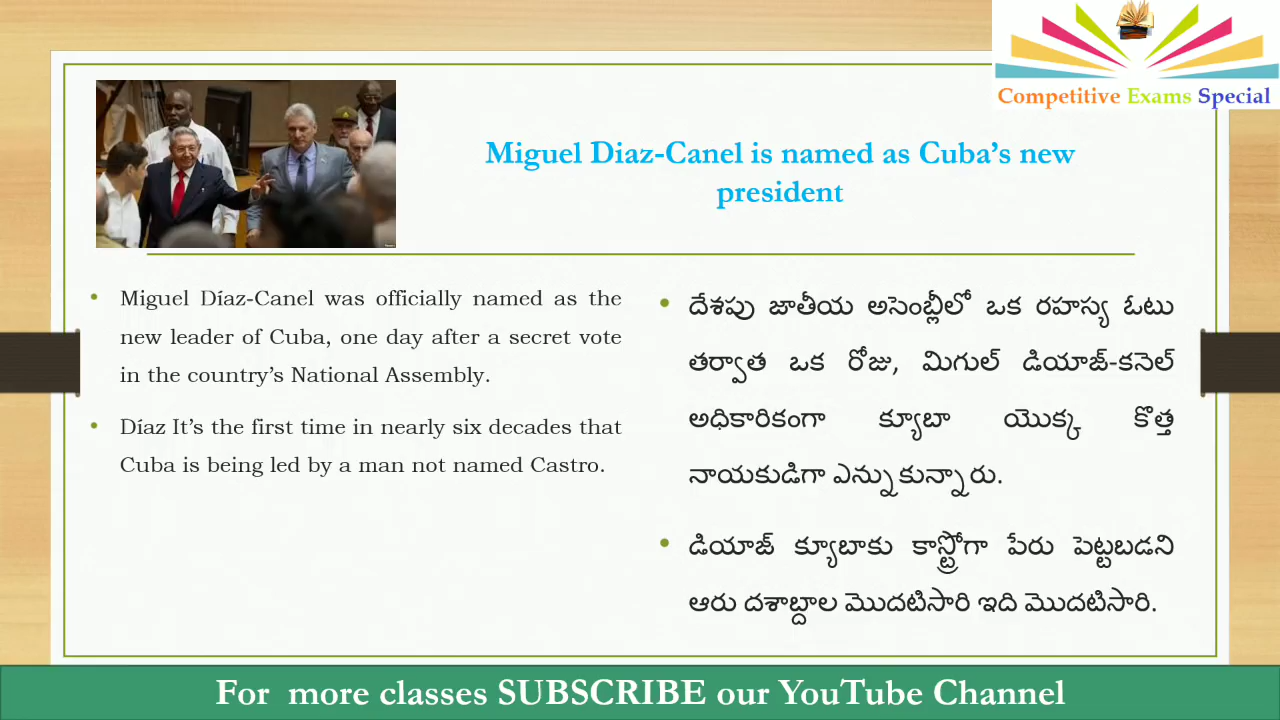 Competitive Exams Special
Miguel Diaz-Canel is named as Cuba’s new
president
• Miguel Díaz-Canel was officially named as the
new leader of Cuba, one day after a secret vote
in the country’s National Assembly.
• Díaz It’s the first time in nearly six decades that
Cuba is being led by a man not named Castro.
• దేశపు జాతీయ అసెంబ్లీలో ఒక రహస్య ఓటు
తర్వాత ఒక రోజు, మిగుల్ డియాజ్-కనెల్
అధికారికంగా క్యూబా యొక్క కొత్త
నాయకుడిగా ఎన్నుకున్నారు.
• డియాజ్ క్యూబాకు కాస్ట్రోగా పేరు పెట్టబడని
ఆరు దశాబ్దాల మొదటిసారి ఇది మొదటిసారి.
For more classes SUBSCRIBE our YouTube Channel